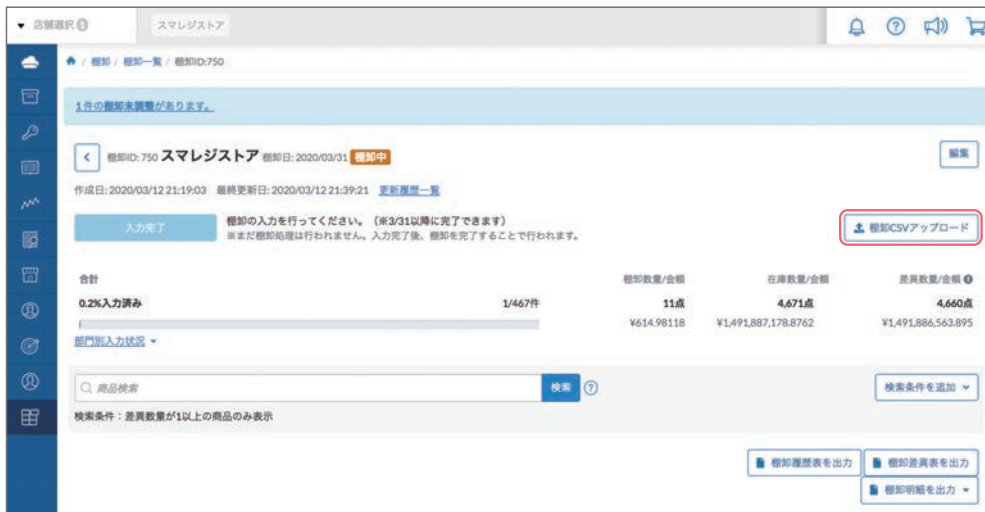 店舗選択
スマレジストア
棚卸 / 棚卸一覧 / 棚卸ID:750
1件の棚卸未調整があります。
棚卸ID: 750 スマレジストア 棚卸日: 2020/03/31 棚卸中
編集
作成日: 2020/03/12 21:19:03 最終更新日: 2020/03/12 21:39:21 更新履歴一覧
入力完了
棚卸の入力を行ってください。(※3/31以降に完了できます)
※まだ棚卸処理は行われません。入力完了後、棚卸を完了することで行われます。
棚卸CSVアップロード
合計 棚卸数量/金額 在庫数量/金額 差異数量/金額
0.2%入力済み 1/467件 11点 4,671点 4,660点
¥614.98118 ¥1,491,887,178.8762 ¥1,491,886,563.895
部門別入力状況
商品検索 検索 ? 検索条件を追加
検索条件:差異数量が1以上の商品のみ表示
棚卸履歴表を出力 棚卸差異表を出力
棚卸明細を出力